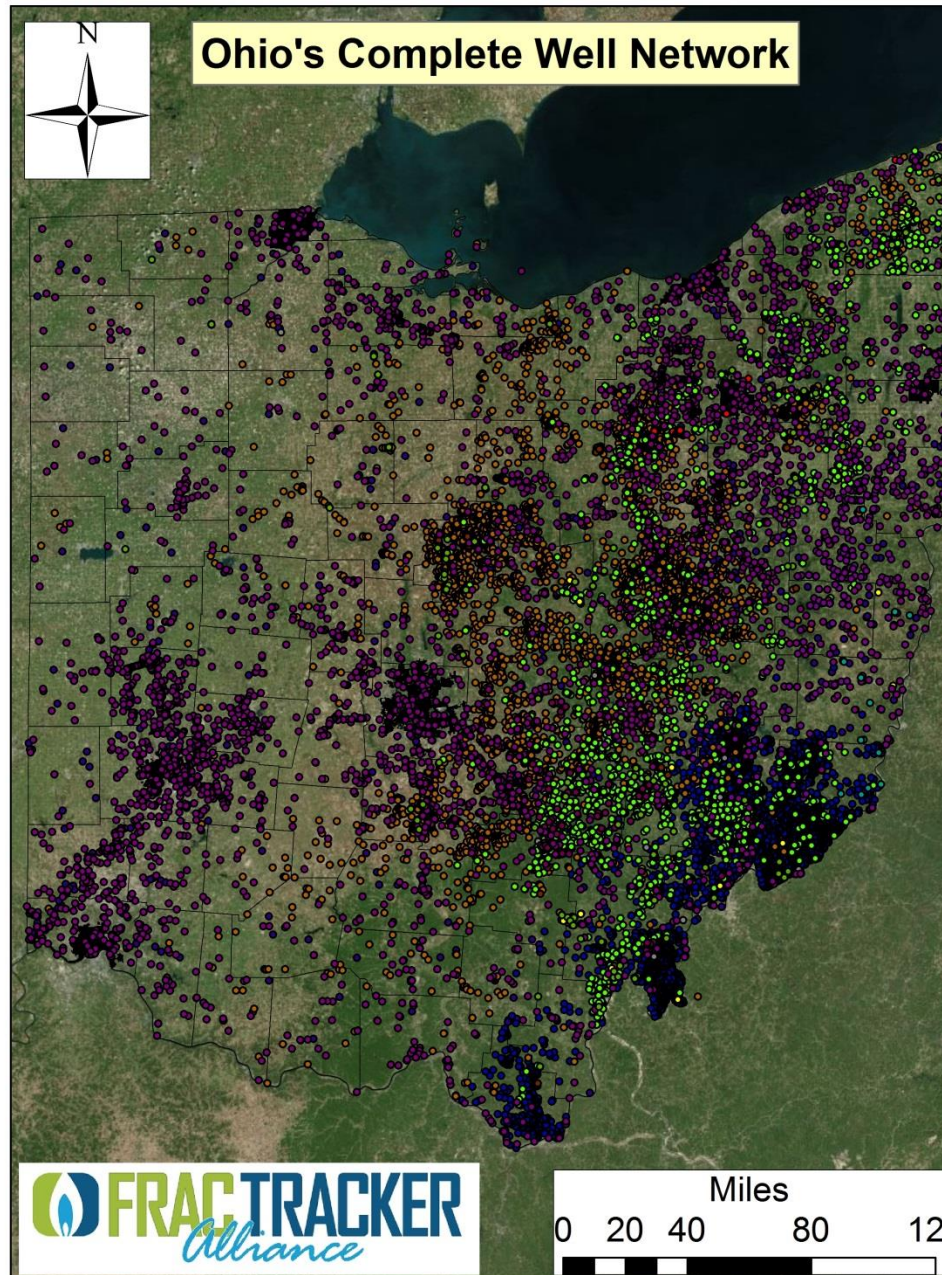 N
Ohio's Complete Well Network
FRACTRACKER
Alliance
Miles
0 20 40 80 12